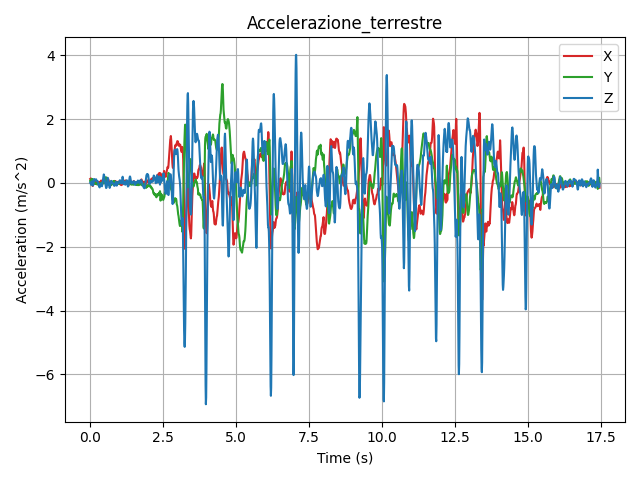 Accelerazione_terrestre
X
Y
Z
4
2
0
−2
−4
−6
Acceleration (m/s^2)
0.0 2.5 5.0 7.5 10.0 12.5 15.0 17.5
Time (s)